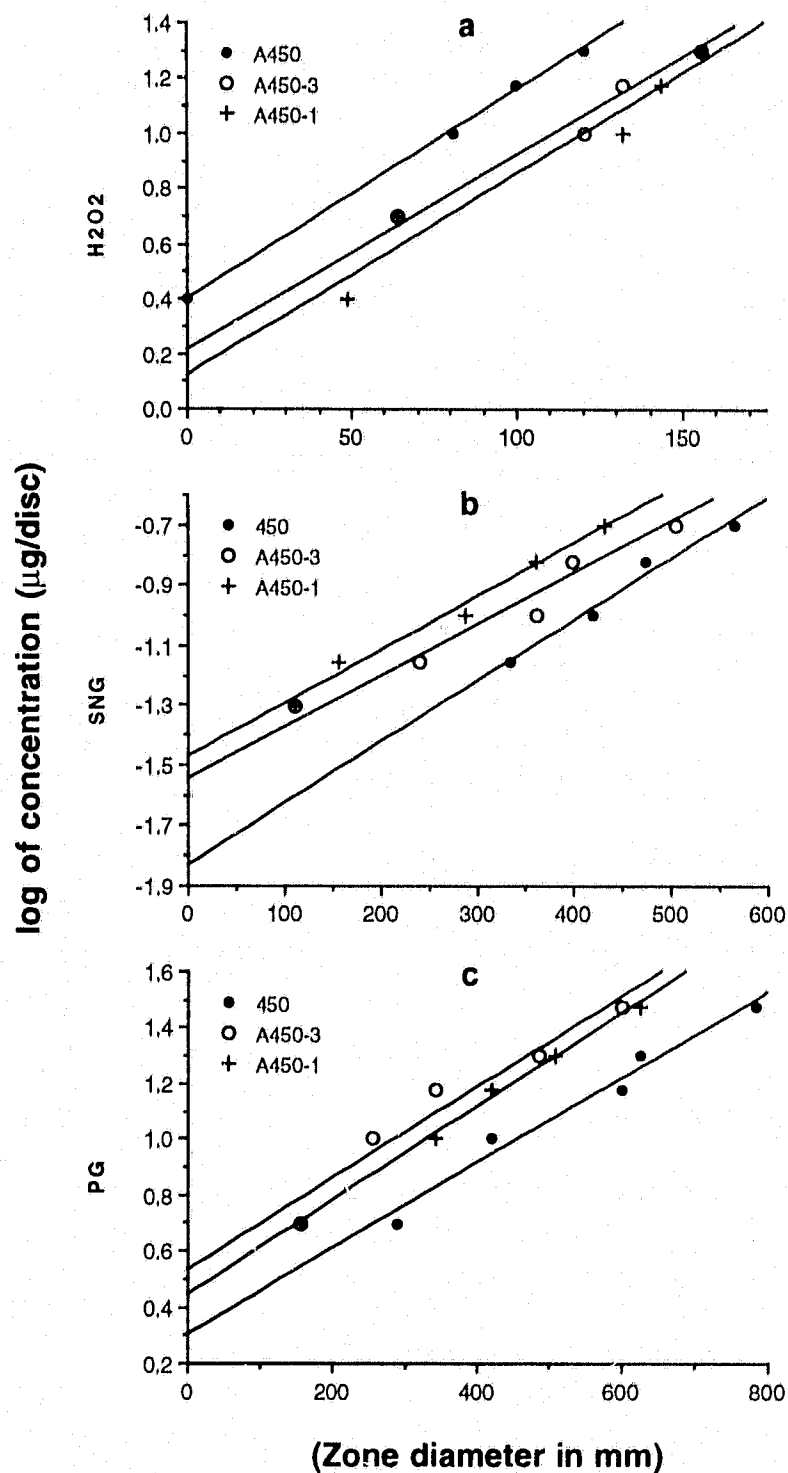 a
1.4
1.2
1.0
0.8
0.6
0.4
0.2
0.0
A450
A450-3
A450-1
H2O2
0
50
100
150
b
-0.7
-0.9
-1.1
-1.3
-1.5
-1.7
-1.9
450
A450-3
A450-1
SNG
0
100
200
300
400
500
600
log of concentration (µg/disc)
c
1.6
1.4
1.2
1.0
0.8
0.6
0.4
0.2
450
A450-3
A450-1
PG
0
200
400
600
800
(Zone diameter in mm)